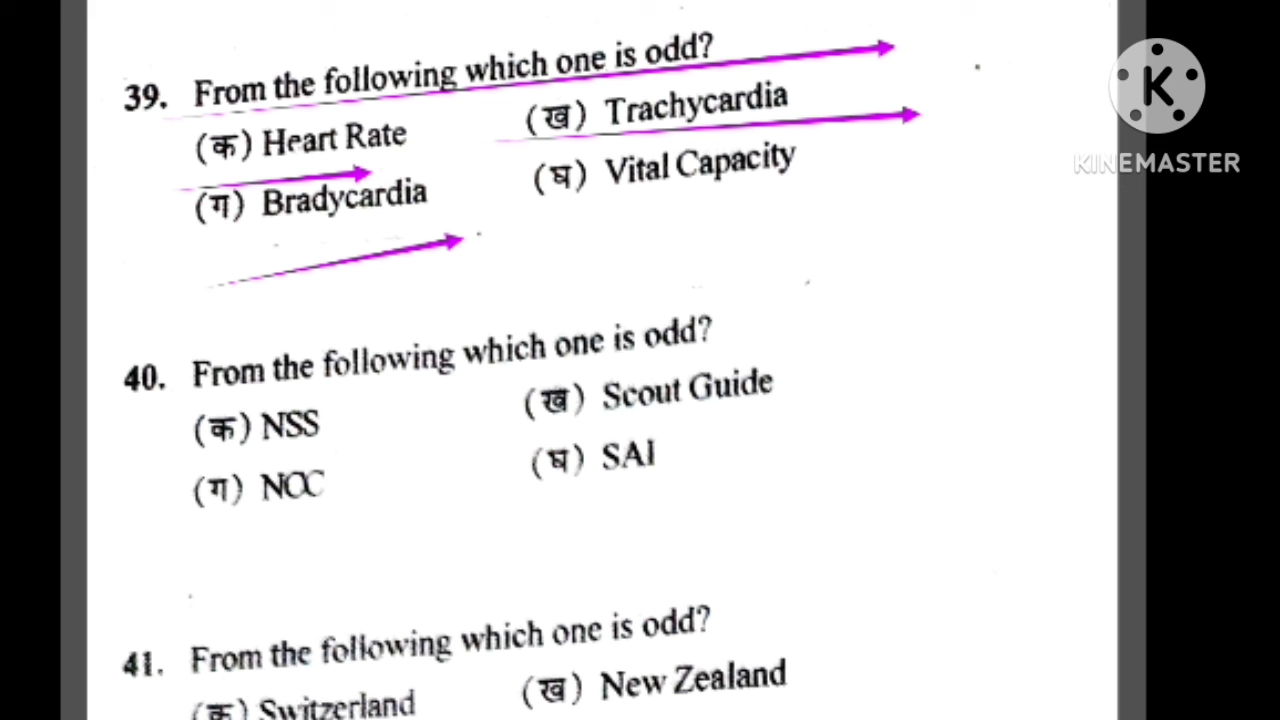 39. From the following which one is odd?
(क) Heart Rate (ख) Trachycardia
(ग) Bradycardia (घ) Vital Capacity
K
KINEMASTER
40. From the following which one is odd?
(क) NSS (ख) Scout Guide
(ग) NCC (घ) SAI
41. From the following which one is odd?
(क) Switzerland (ख) New Zealand